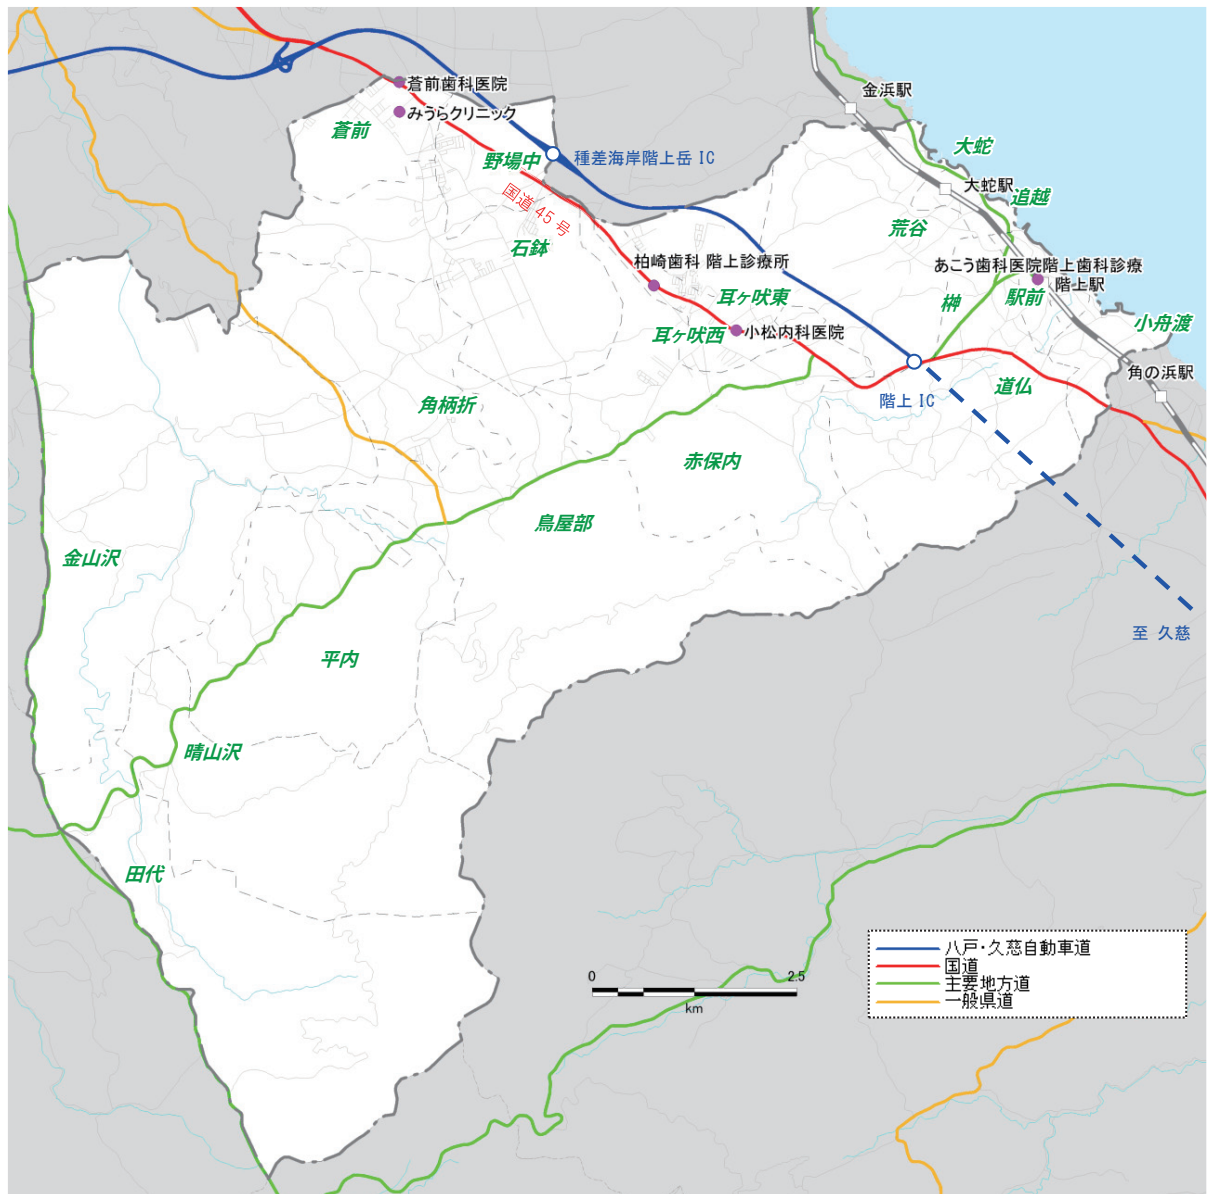 蒼前歯科医院
金浜駅
みうらクリニック
蒼前
大蛇
野場中
種差海岸階上岳 IC
大蛇駅
国道 45 号
追越
荒谷
石鉢
柏崎歯科 階上診療所
あこう歯科医院階上歯科診療
階上駅
耳ヶ吠東
榊
駅前
小舟渡
耳ヶ吠西
小松内科医院
角の浜駅
道仏
階上 IC
角柄折
赤保内
鳥屋部
金山沢
至 久慈
平内
晴山沢
田代
八戸・久慈自動車道
国道
主要地方道
一般県道
0 2.5
km